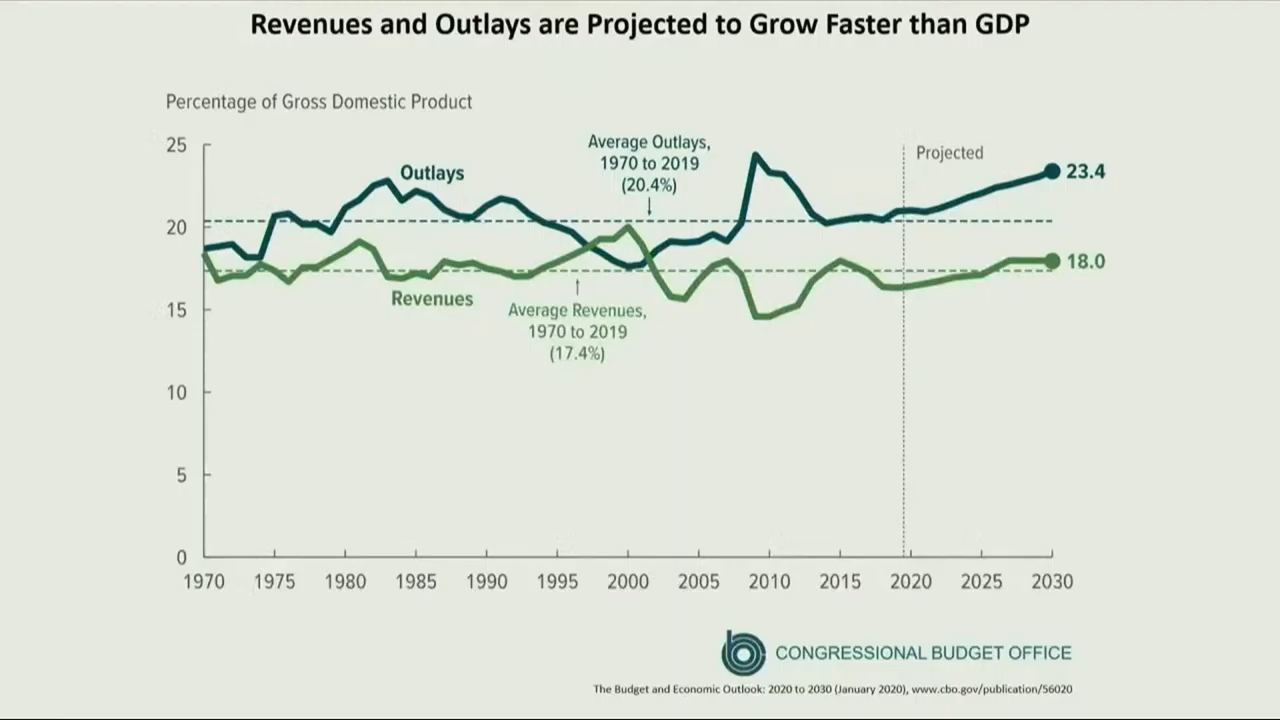 Revenues and Outlays are Projected to Grow Faster than GDP
Percentage of Gross Domestic Product
25
20
15
10
5
0
Outlays
Average Outlays,
1970 to 2019
(20.4%)
Projected
23.4
18.0
Revenues
Average Revenues,
1970 to 2019
(17.4%)
1970 1975 1980 1985 1990 1995 2000 2005 2010 2015 2020 2025 2030
CONGRESSIONAL BUDGET OFFICE
The Budget and Economic Outlook: 2020 to 2030 (January 2020), www.cbo.gov/publication/56020